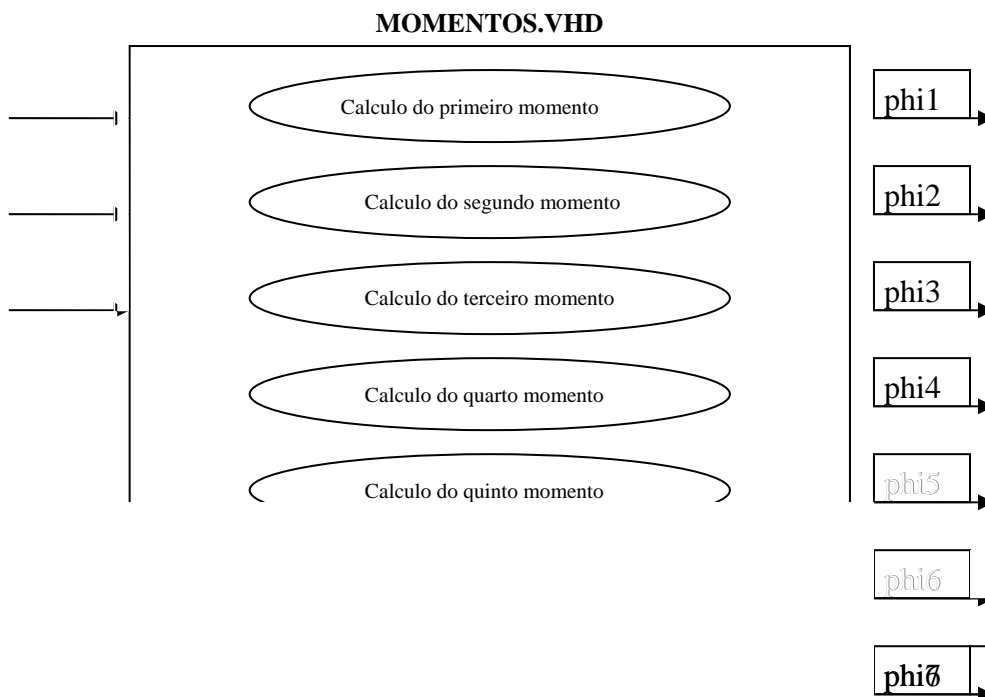 MOMENTOS.VHD
Calculo do primeiro momento
phi1
Calculo do segundo momento
phi2
Calculo do terceiro momento
phi3
Calculo do quarto momento
phi4
Calculo do quinto momento
phi5
phi6